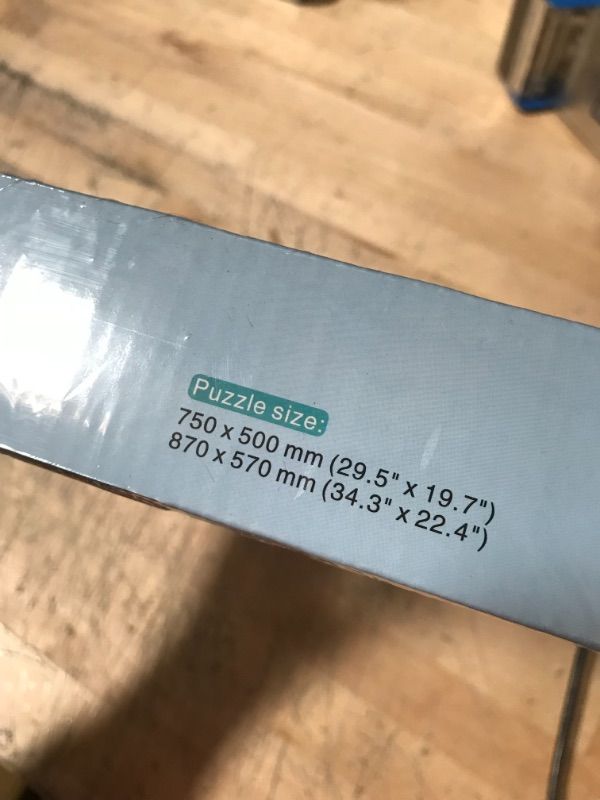 Puzzle size:
750 x 500 mm (29.5" x 19.7")
870 x 570 mm (34.3" x 22.4")